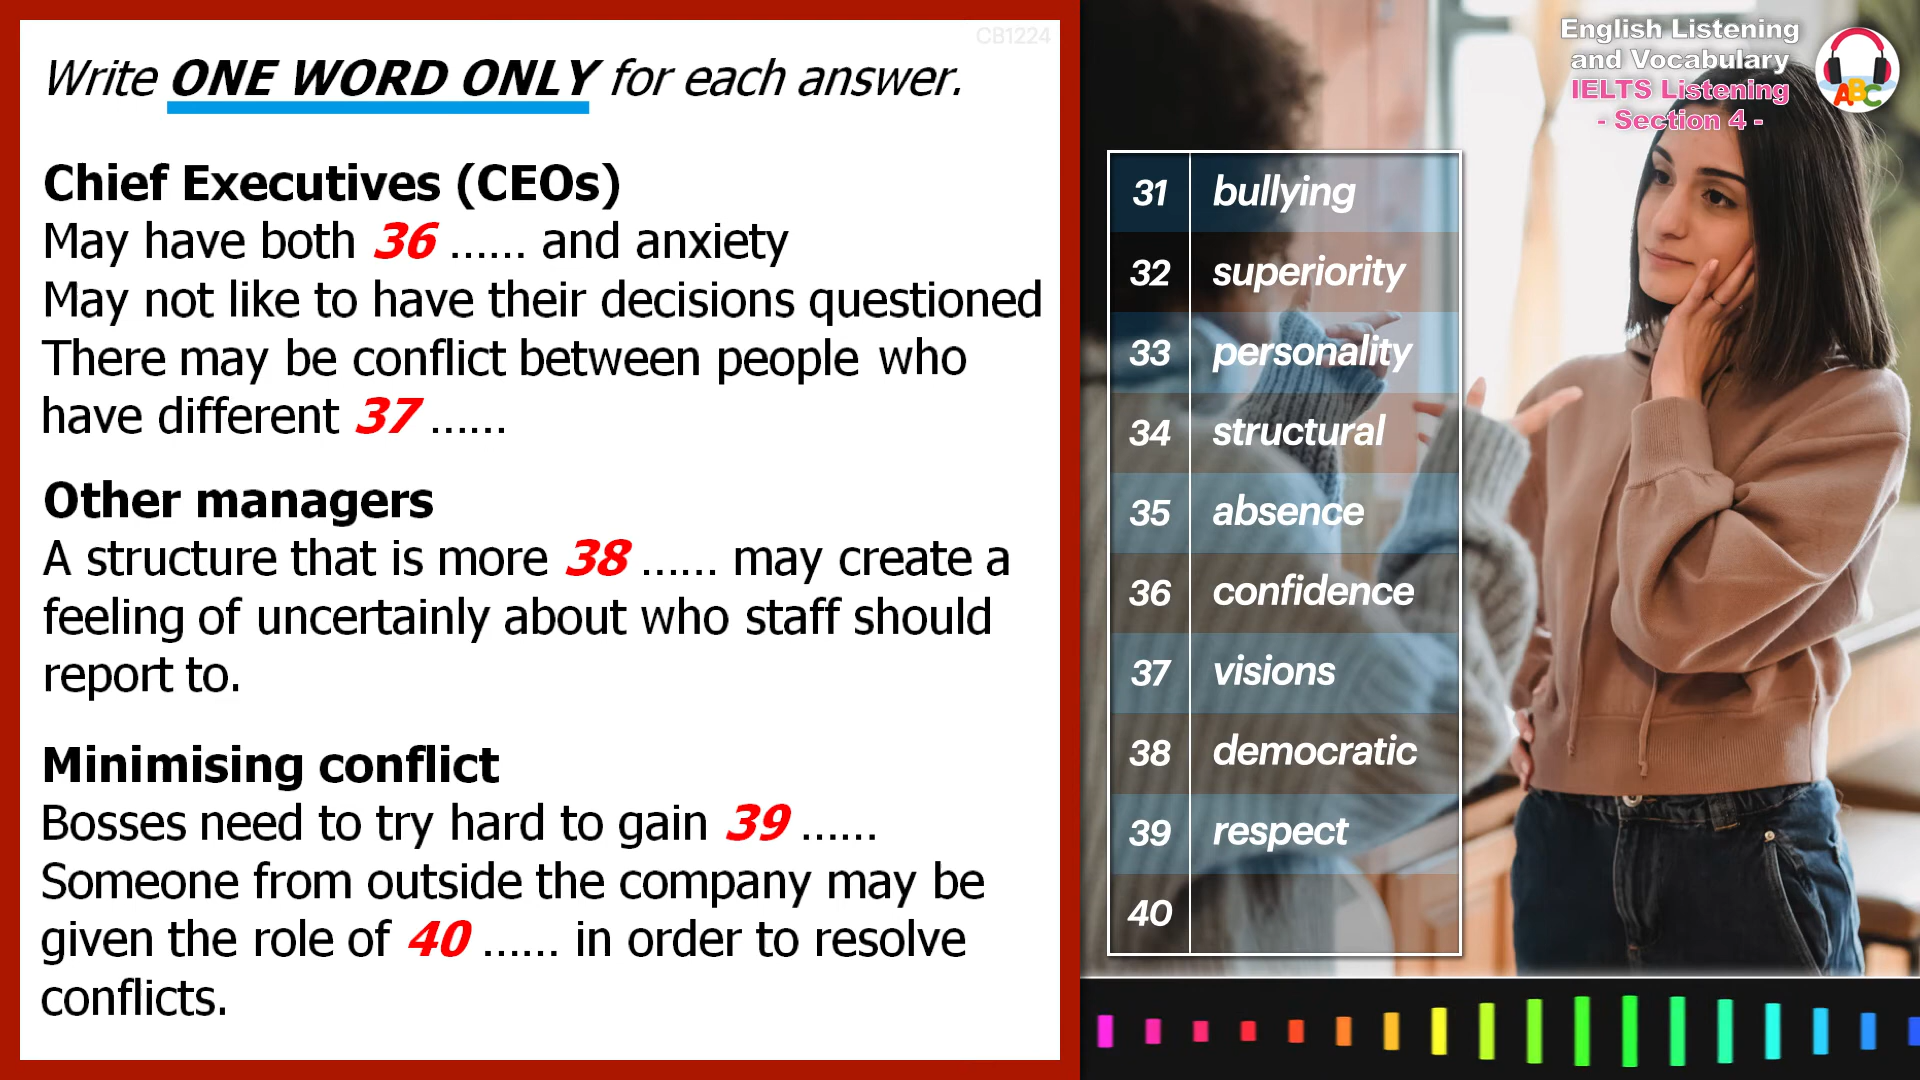 CB1224
Write ONE WORD ONLY for each answer.
Chief Executives (CEOs)
May have both 36 ...... and anxiety
May not like to have their decisions questioned
There may be conflict between people who
have different 37 ......
Other managers
A structure that is more 38 ...... may create a
feeling of uncertainly about who staff should
report to.
Minimising conflict
Bosses need to try hard to gain 39 ......
Someone from outside the company may be
given the role of 40 ...... in order to resolve
conflicts.
English Listening
and Vocabulary
IELTS Listening
- Section 4 -
ABC
31 bullying
32 superiority
33 personality
34 structural
35 absence
36 confidence
37 visions
38 democratic
39 respect
40